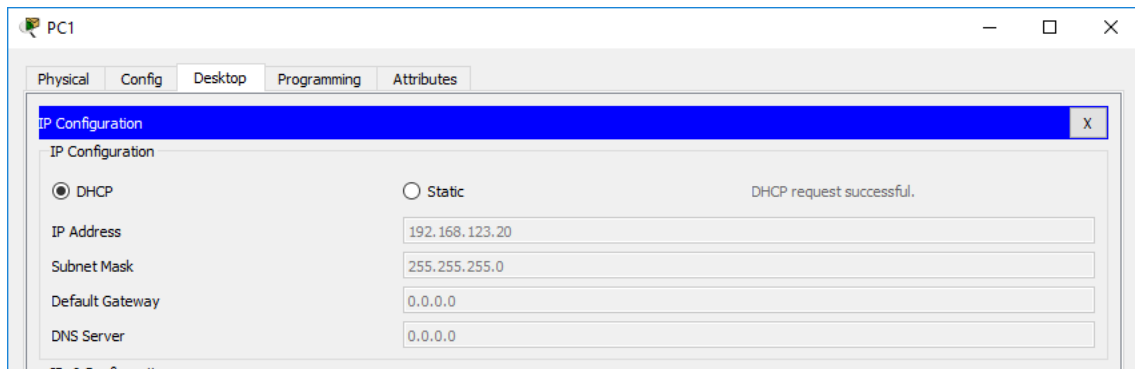 PC1
Physical Config Desktop Programming Attributes
IP Configuration X
IP Configuration
DHCP Static DHCP request successful.
IP Address 192.168.123.20
Subnet Mask 255.255.255.0
Default Gateway 0.0.0.0
DNS Server 0.0.0.0